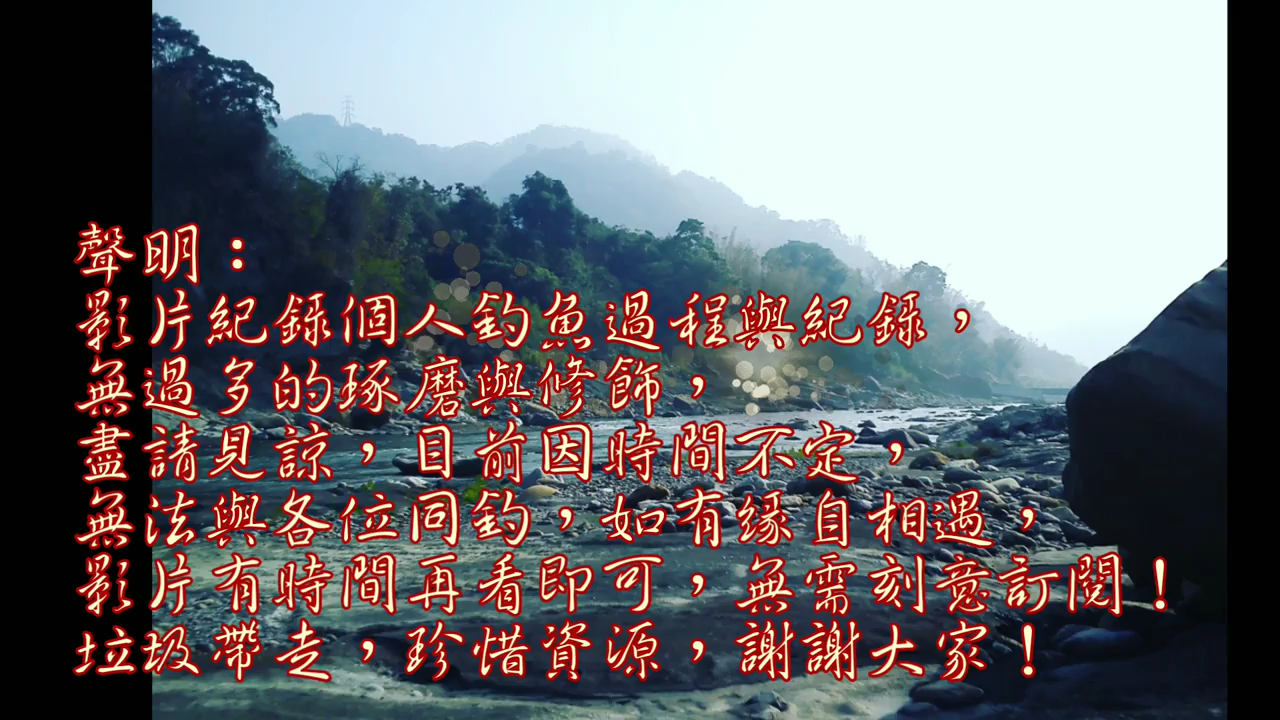 聲明：
影片紀錄個人釣魚過程與紀錄，
無過多的琢磨與修飾，
盡請見諒，目前因時間不定，
無法與各位同釣，如有緣自相遇，
影片有時間再看即可，無需刻意訂閱！
垃圾帶走，珍惜資源，謝謝大家！